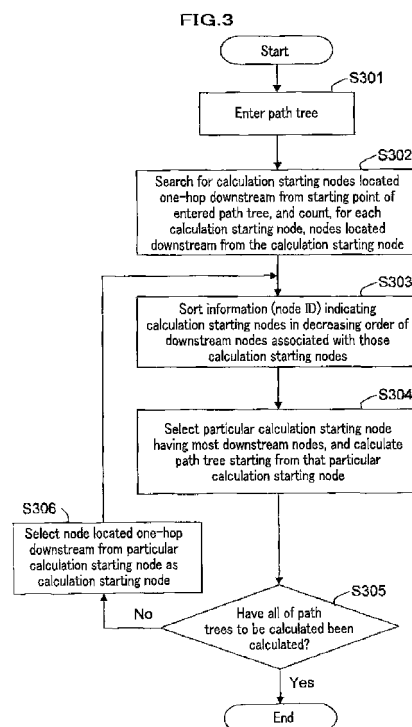 FIG.3
Start
S301
Enter path tree
S302
Search for calculation starting nodes located
one-hop downstream from starting point of
entered path tree, and count, for each
calculation starting node, nodes located
downstream from the calculation starting node
S303
Sort information (node ID) indicating
calculation starting nodes in decreasing order of
downstream nodes associated with those
calculation starting nodes
S304
Select particular calculation starting node
having most downstream nodes, and calculate
path tree starting from that particular
calculation starting node
S306
Select node located one-hop
downstream from particular
calculation starting node as
calculation starting node
S305
Have all of path
trees to be calculated been
calculated?
No
Yes
End